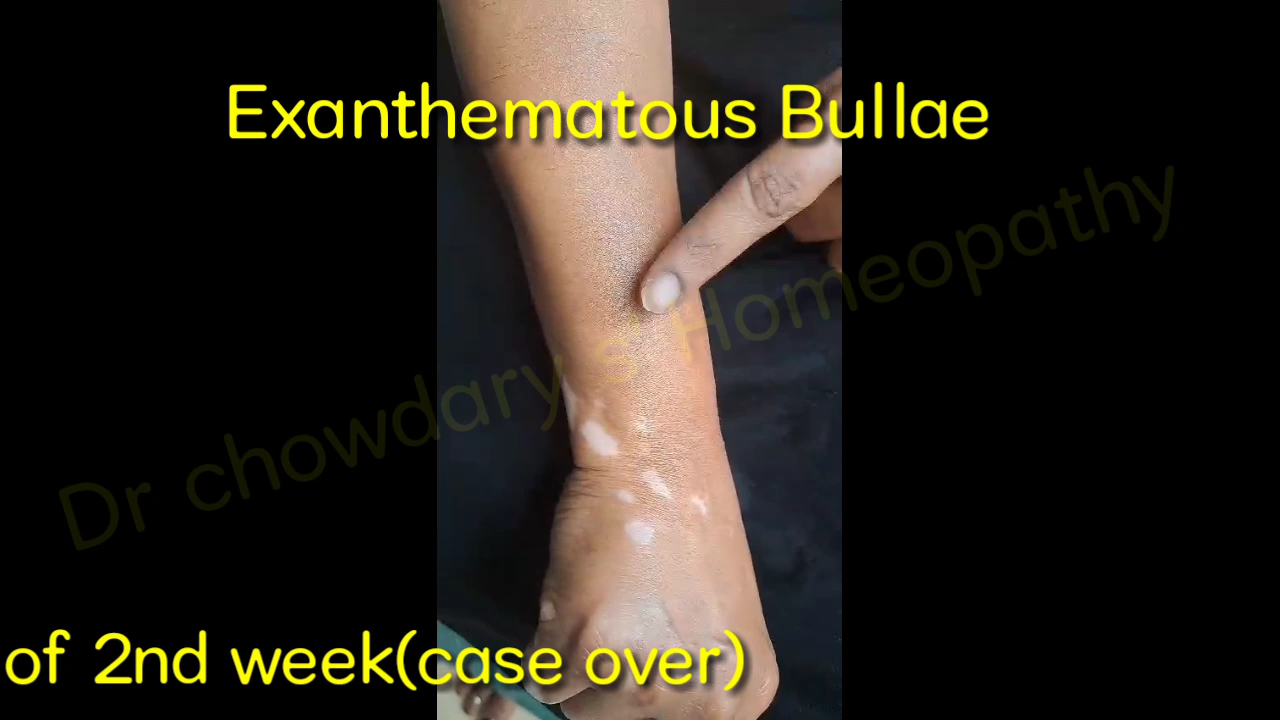 Exanthematous Bullae
Dr chowdary s' Homeopathy
of 2nd week(case over)